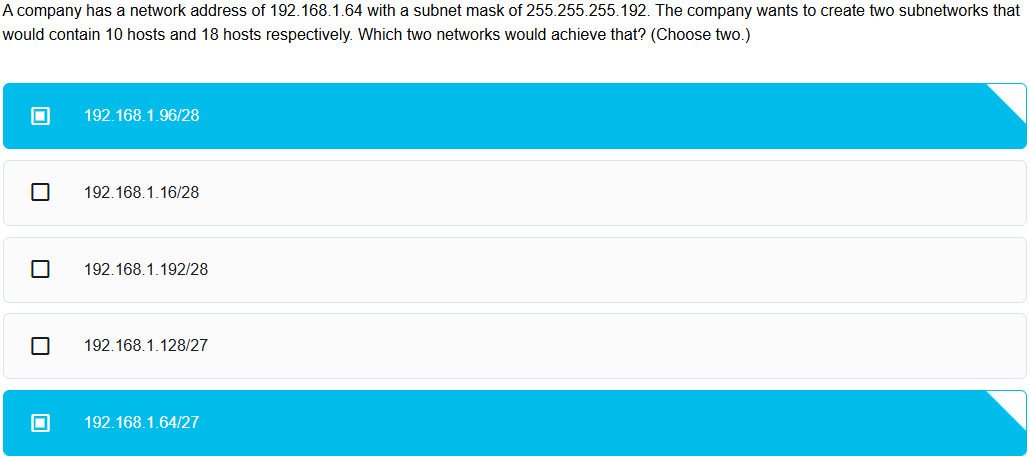 A company has a network address of 192.168.1.64 with a subnet mask of 255.255.255.192. The company wants to create two subnetworks that
would contain 10 hosts and 18 hosts respectively. Which two networks would achieve that? (Choose two.)
192.168.1.96/28
192.168.1.16/28
192.168.1.192/28
192.168.1.128/27
192.168.1.64/27